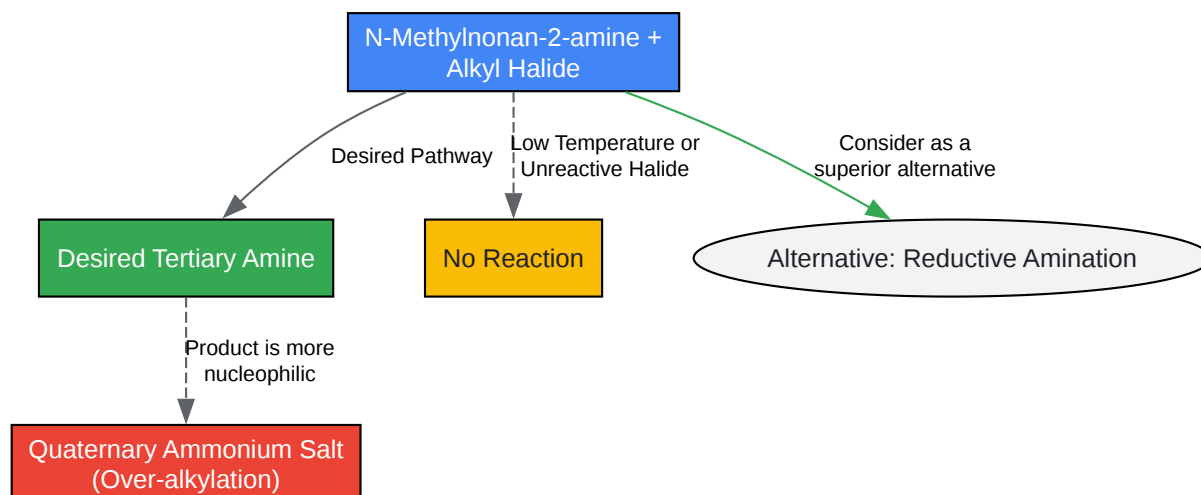 N-Methylnonan-2-amine +
Alkyl Halide
Desired Pathway
Low Temperature or
Unreactive Halide
Consider as a
superior alternative
Desired Tertiary Amine
No Reaction
Alternative: Reductive Amination
Product is more
nucleophilic
Quaternary Ammonium Salt
(Over-alkylation)